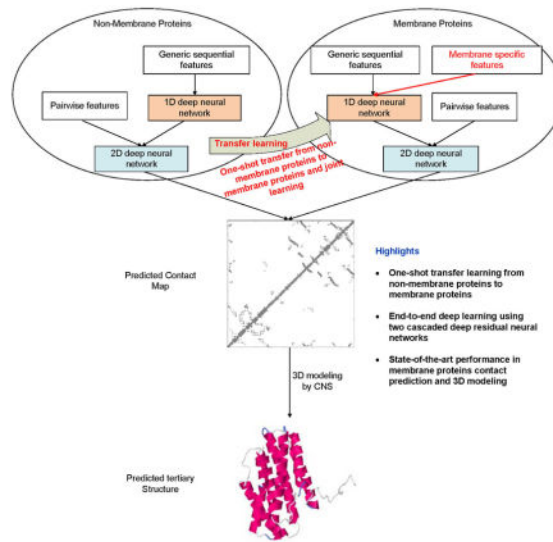 Non-Membrane Proteins
Generic sequential
features
Pairwise features
1D deep neural
network
2D deep neural
network
Membrane Proteins
Generic sequential
features
Membrane specific
features
1D deep neural
network
Pairwise features
2D deep neural
network
Transfer learning
One-shot transfer from non-
membrane proteins to
membrane proteins and joint
learning
Predicted Contact
Map
Highlights
• One-shot transfer learning from
non-membrane proteins to
membrane proteins
• End-to-end deep learning using
two cascaded deep residual neural
networks
• State-of-the-art performance in
membrane proteins contact
prediction and 3D modeling
3D modeling
by CNS
Predicted tertiary
Structure